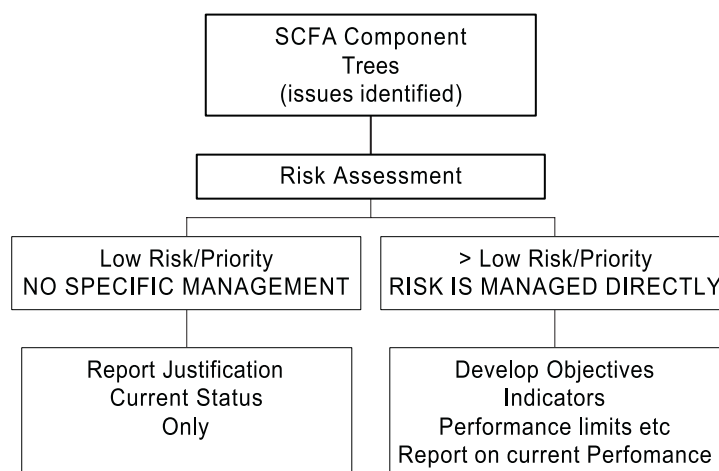 SCFA Component
Trees
(issues identified)
Risk Assessment
Low Risk/Priority
NO SPECIFIC MANAGEMENT
> Low Risk/Priority
RISK IS MANAGED DIRECTLY
Report Justification
Current Status
Only
Develop Objectives
Indicators
Performance limits etc
Report on current Perfomance